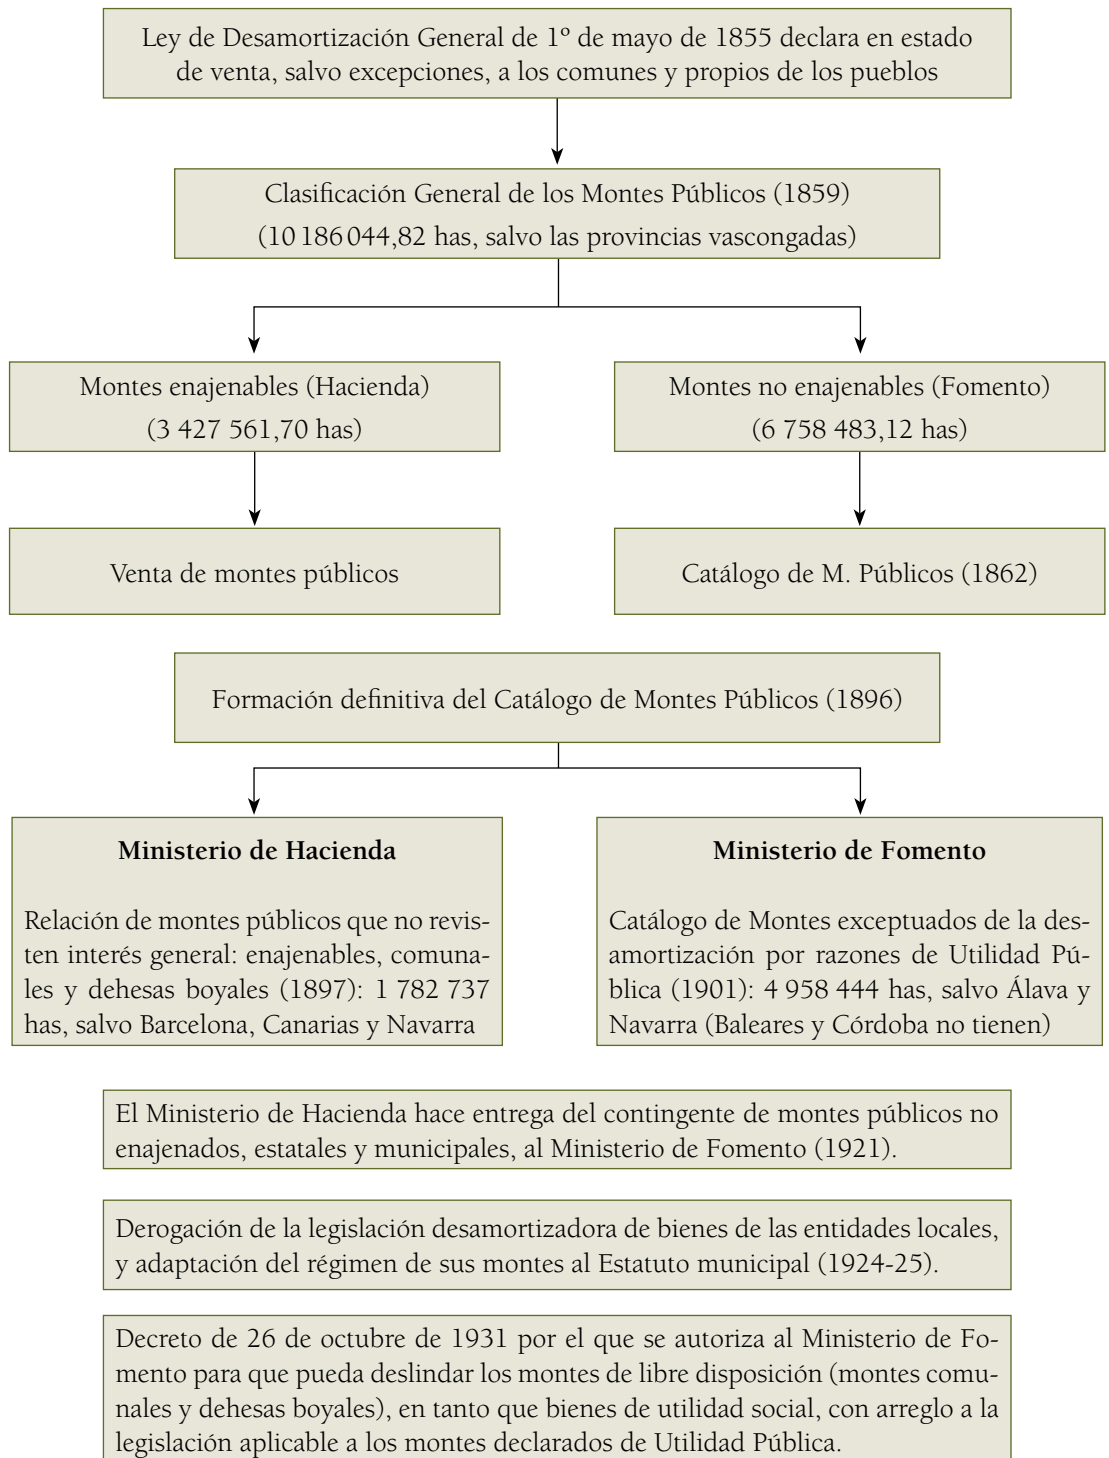 Ley de Desamortización General de 1º de mayo de 1855 declara en estado
de venta, salvo excepciones, a los comunes y propios de los pueblos
Clasificación General de los Montes Públicos (1859)
(10 186 044,82 has, salvo las provincias vascongadas)
Montes enajenables (Hacienda)
(3 427 561,70 has)
Montes no enajenables (Fomento)
(6 758 483,12 has)
Venta de montes públicos
Catálogo de M. Públicos (1862)
Formación definitiva del Catálogo de Montes Públicos (1896)
Ministerio de Hacienda
Relación de montes públicos que no revis-
ten interés general: enajenables, comuna-
les y dehesas boyales (1897): 1 782 737
has, salvo Barcelona, Canarias y Navarra
Ministerio de Fomento
Catálogo de Montes exceptuados de la des-
amortización por razones de Utilidad Pú-
blica (1901): 4 958 444 has, salvo Álava y
Navarra (Baleares y Córdoba no tienen)
El Ministerio de Hacienda hace entrega del contingente de montes públicos no
enajenados, estatales y municipales, al Ministerio de Fomento (1921).
Derogación de la legislación desamortizadora de bienes de las entidades locales,
y adaptación del régimen de sus montes al Estatuto municipal (1924-25).
Decreto de 26 de octubre de 1931 por el que se autoriza al Ministerio de Fo-
mento para que pueda deslindar los montes de libre disposición (montes comu-
nales y dehesas boyales), en tanto que bienes de utilidad social, con arreglo a la
legislación aplicable a los montes declarados de Utilidad Pública.